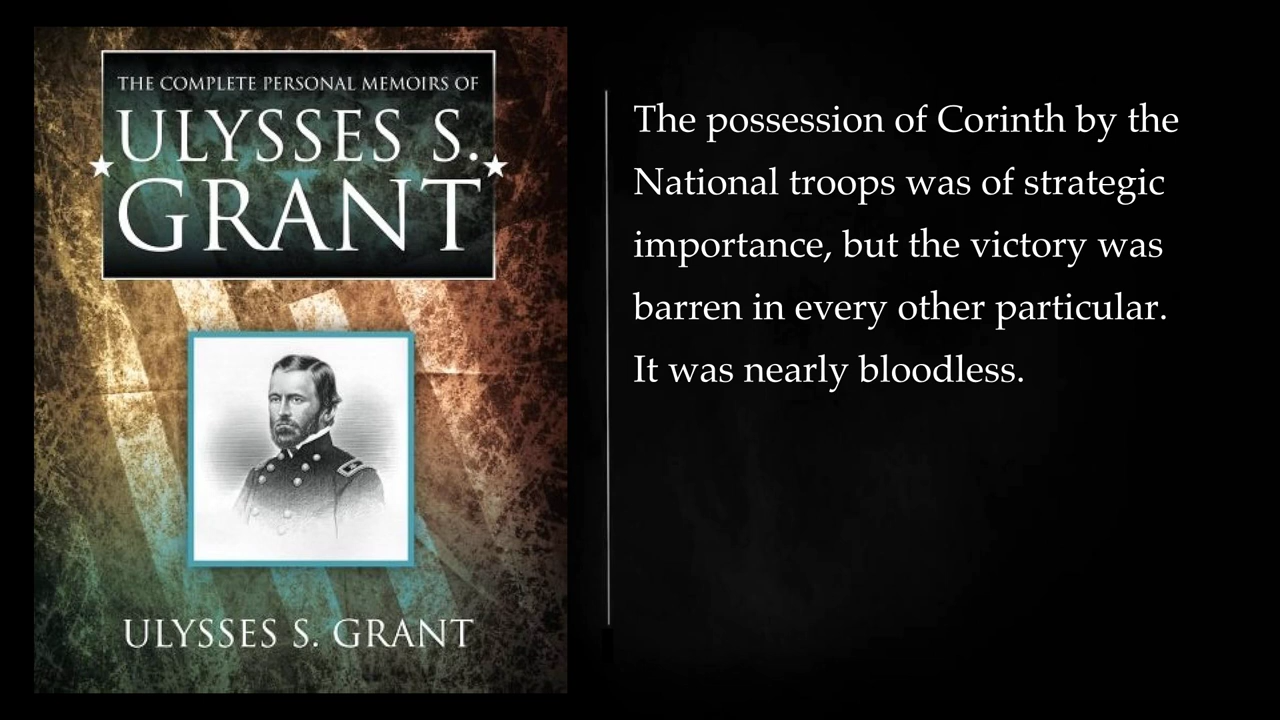 THE COMPLETE PERSONAL MEMOIRS OF
ULYSSES S.
GRANT
ULYSSES S. GRANT
The possession of Corinth by the
National troops was of strategic
importance, but the victory was
barren in every other particular.
It was nearly bloodless.